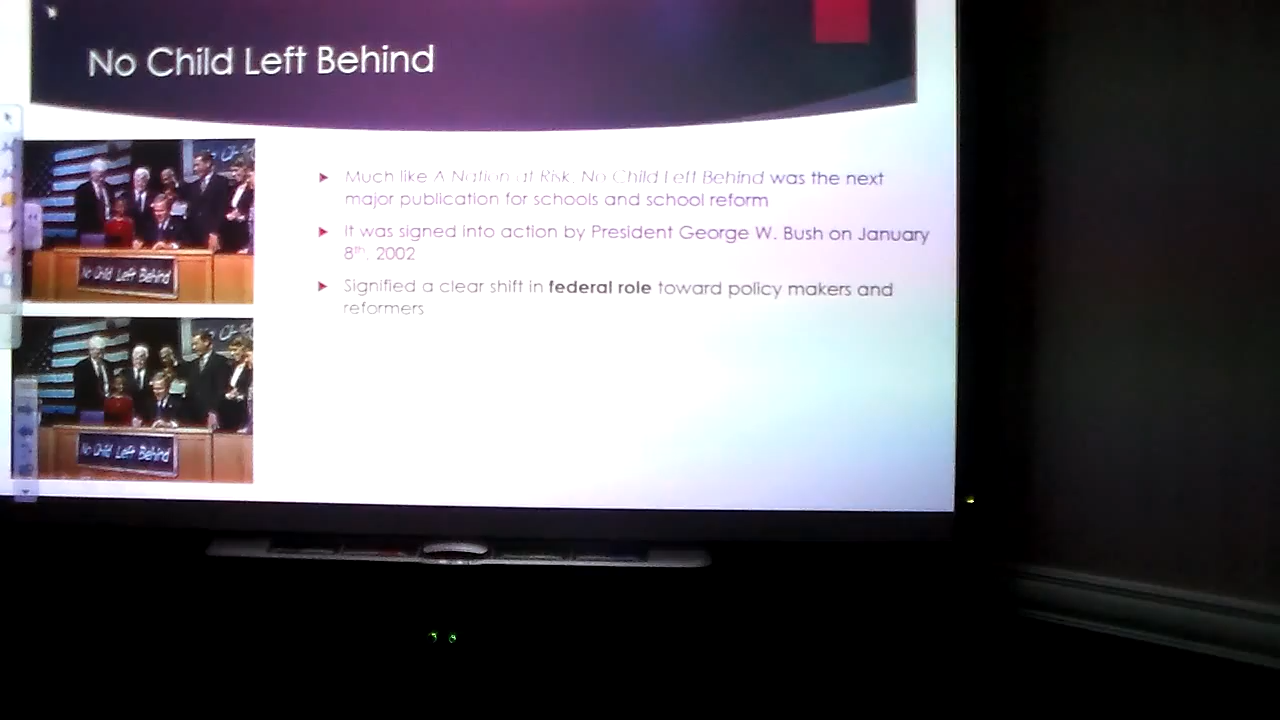 No Child Left Behind
Much like A Nation at Risk, No Child Left Behind was the next
major publication for schools and school reform
It was signed into action by President George W. Bush on January
8th, 2002
Signified a clear shift in federal role toward policy makers and
reformers
No Child Left Behind
No Child Left Behind